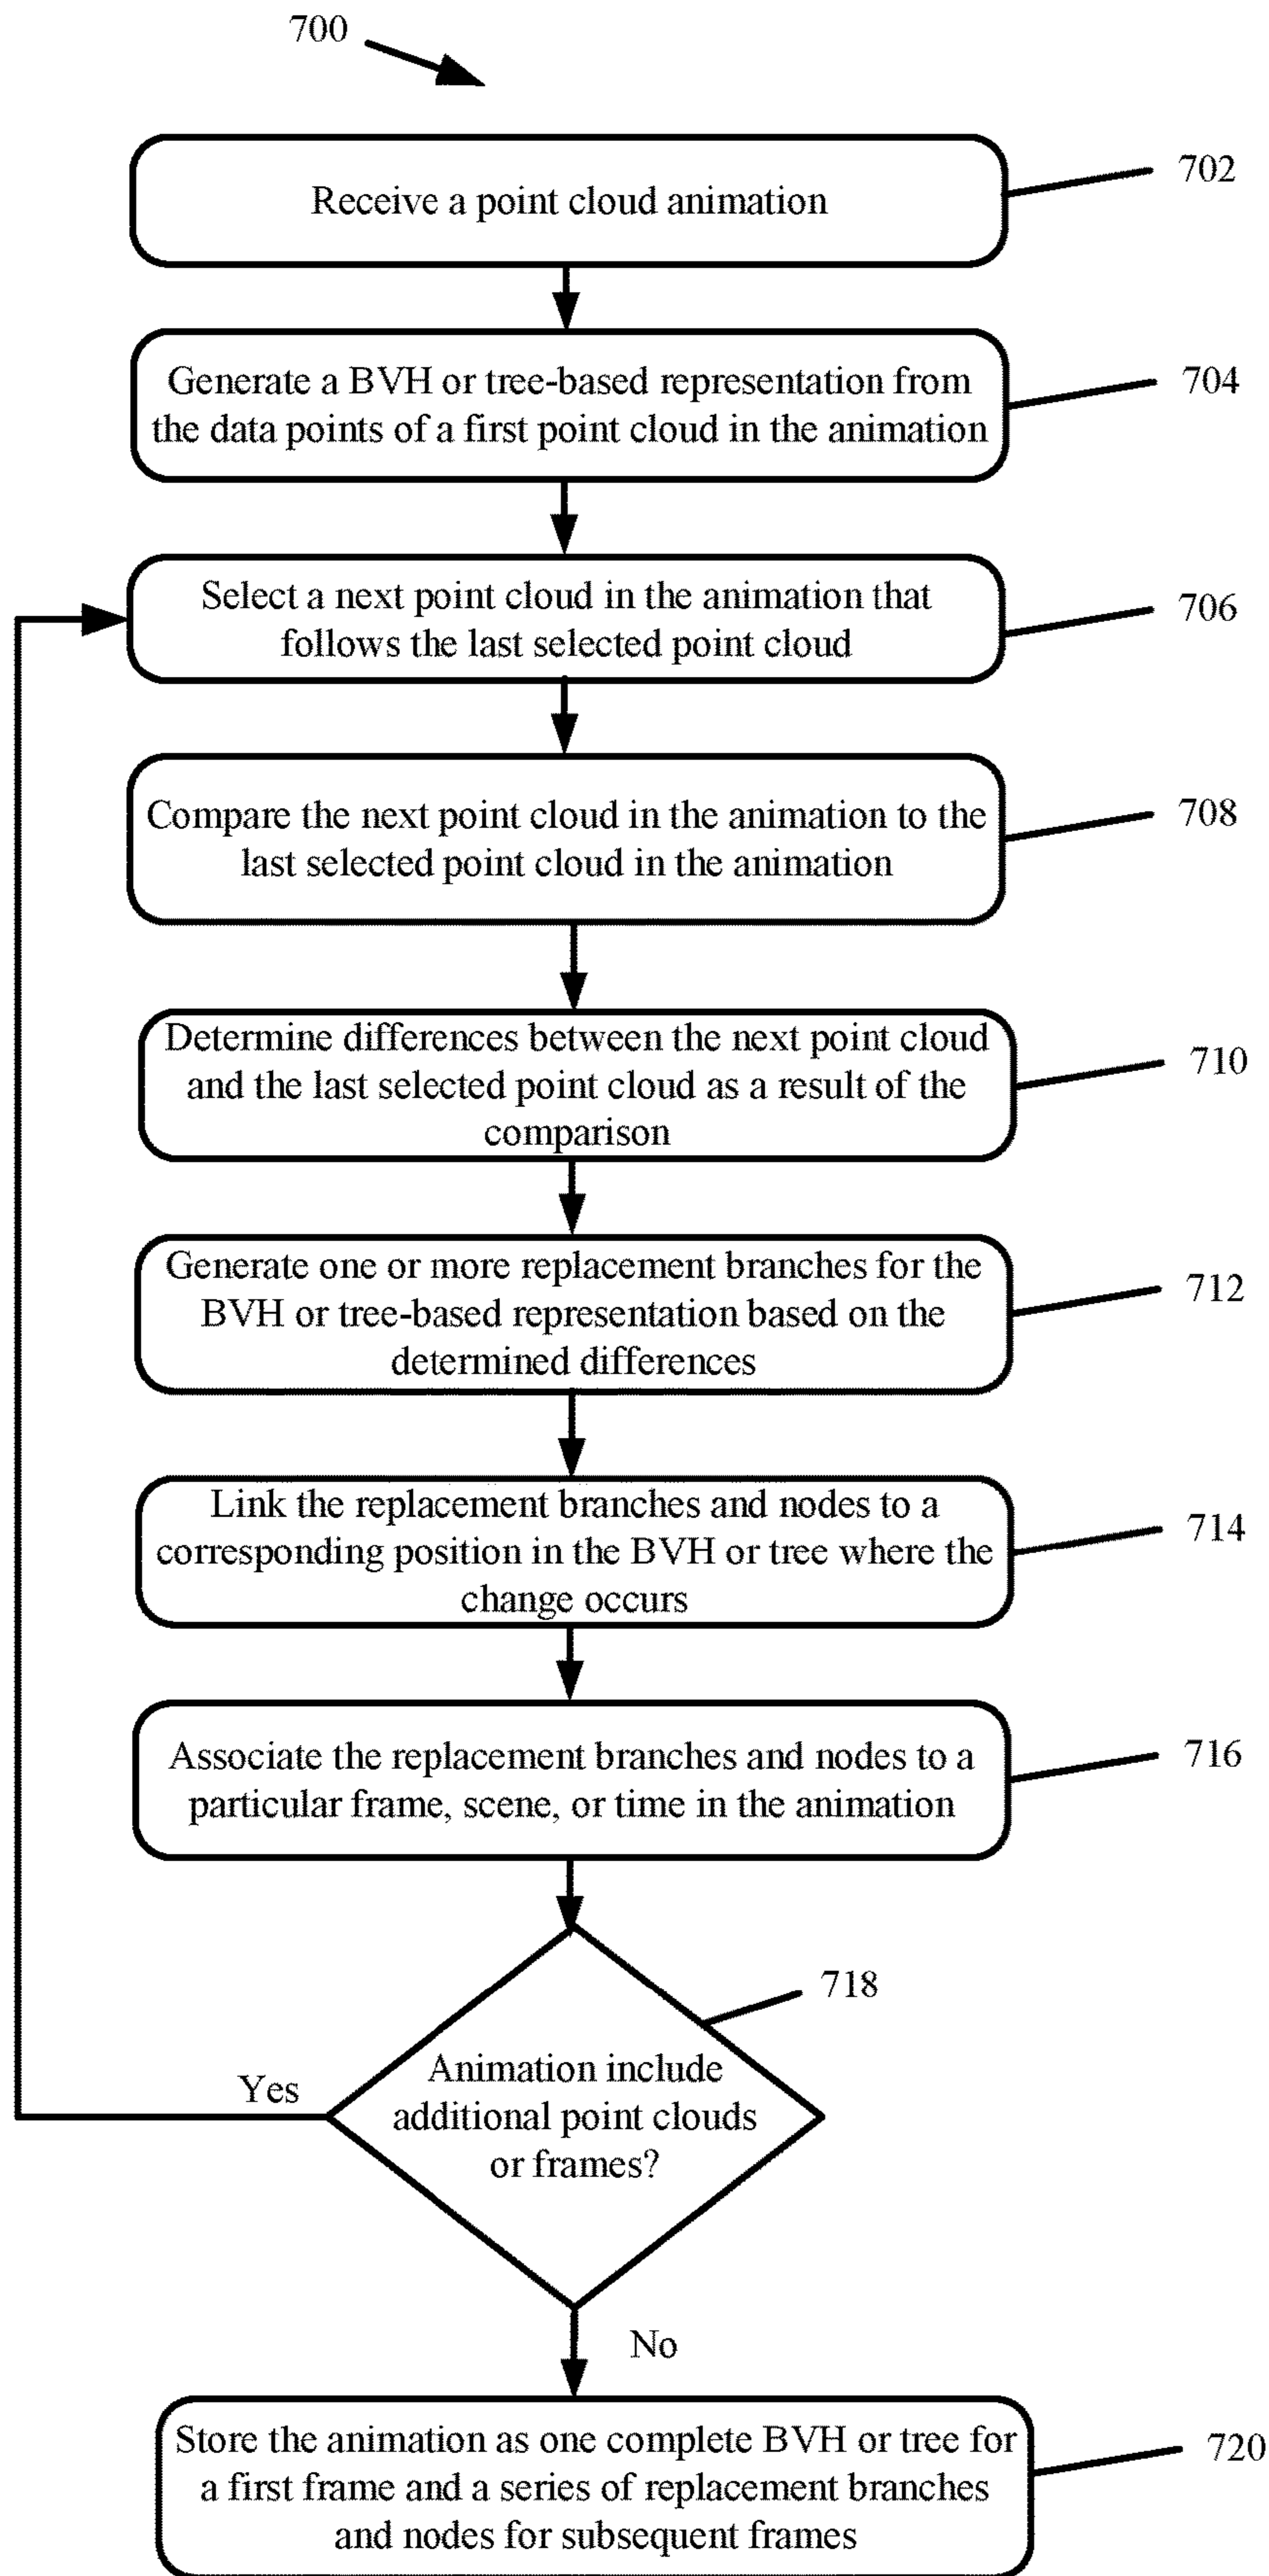 700
Receive a point cloud animation
702
Generate a BVH or tree-based representation from
the data points of a first point cloud in the animation
704
Select a next point cloud in the animation that
follows the last selected point cloud
706
Compare the next point cloud in the animation to the
last selected point cloud in the animation
708
Determine differences between the next point cloud
and the last selected point cloud as a result of the
comparison
710
Generate one or more replacement branches for the
BVH or tree-based representation based on the
determined differences
712
Link the replacement branches and nodes to a
corresponding position in the BVH or tree where the
change occurs
714
Associate the replacement branches and nodes to a
particular frame, scene, or time in the animation
716
718
Animation include
additional point clouds
or frames?
Yes
No
Store the animation as one complete BVH or tree for
a first frame and a series of replacement branches
and nodes for subsequent frames
720